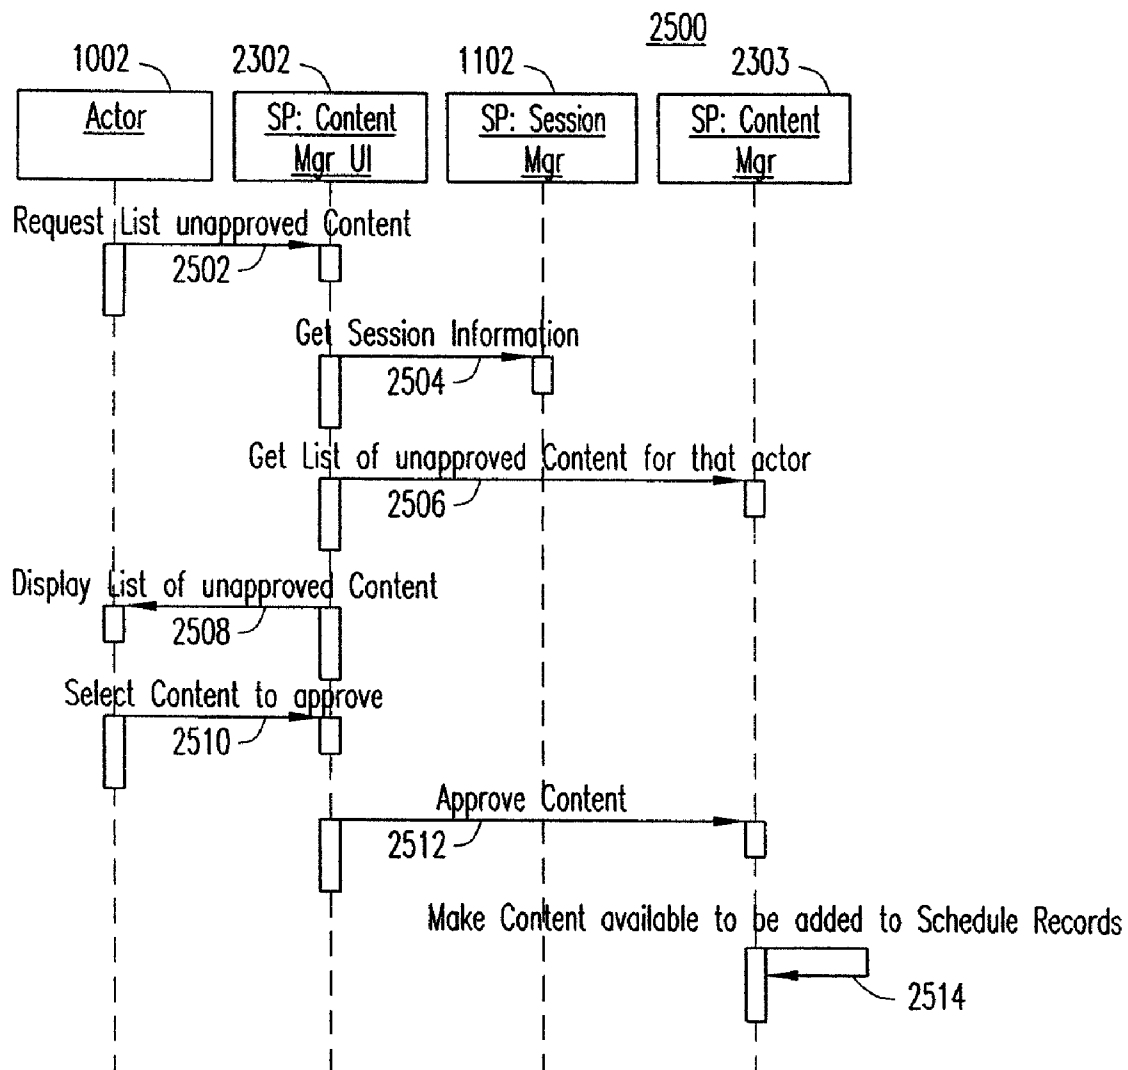 2500
1002
2302
1102
2303
Actor
SP: Content
Mgr UI
SP: Session
Mgr
SP: Content
Mgr
Request List unapproved Content
2502
Get Session Information
2504
Get List of unapproved Content for that actor
2506
Display List of unapproved Content
2508
Select Content to approve
2510
Approve Content
2512
Make Content available to be added to Schedule Records
2514